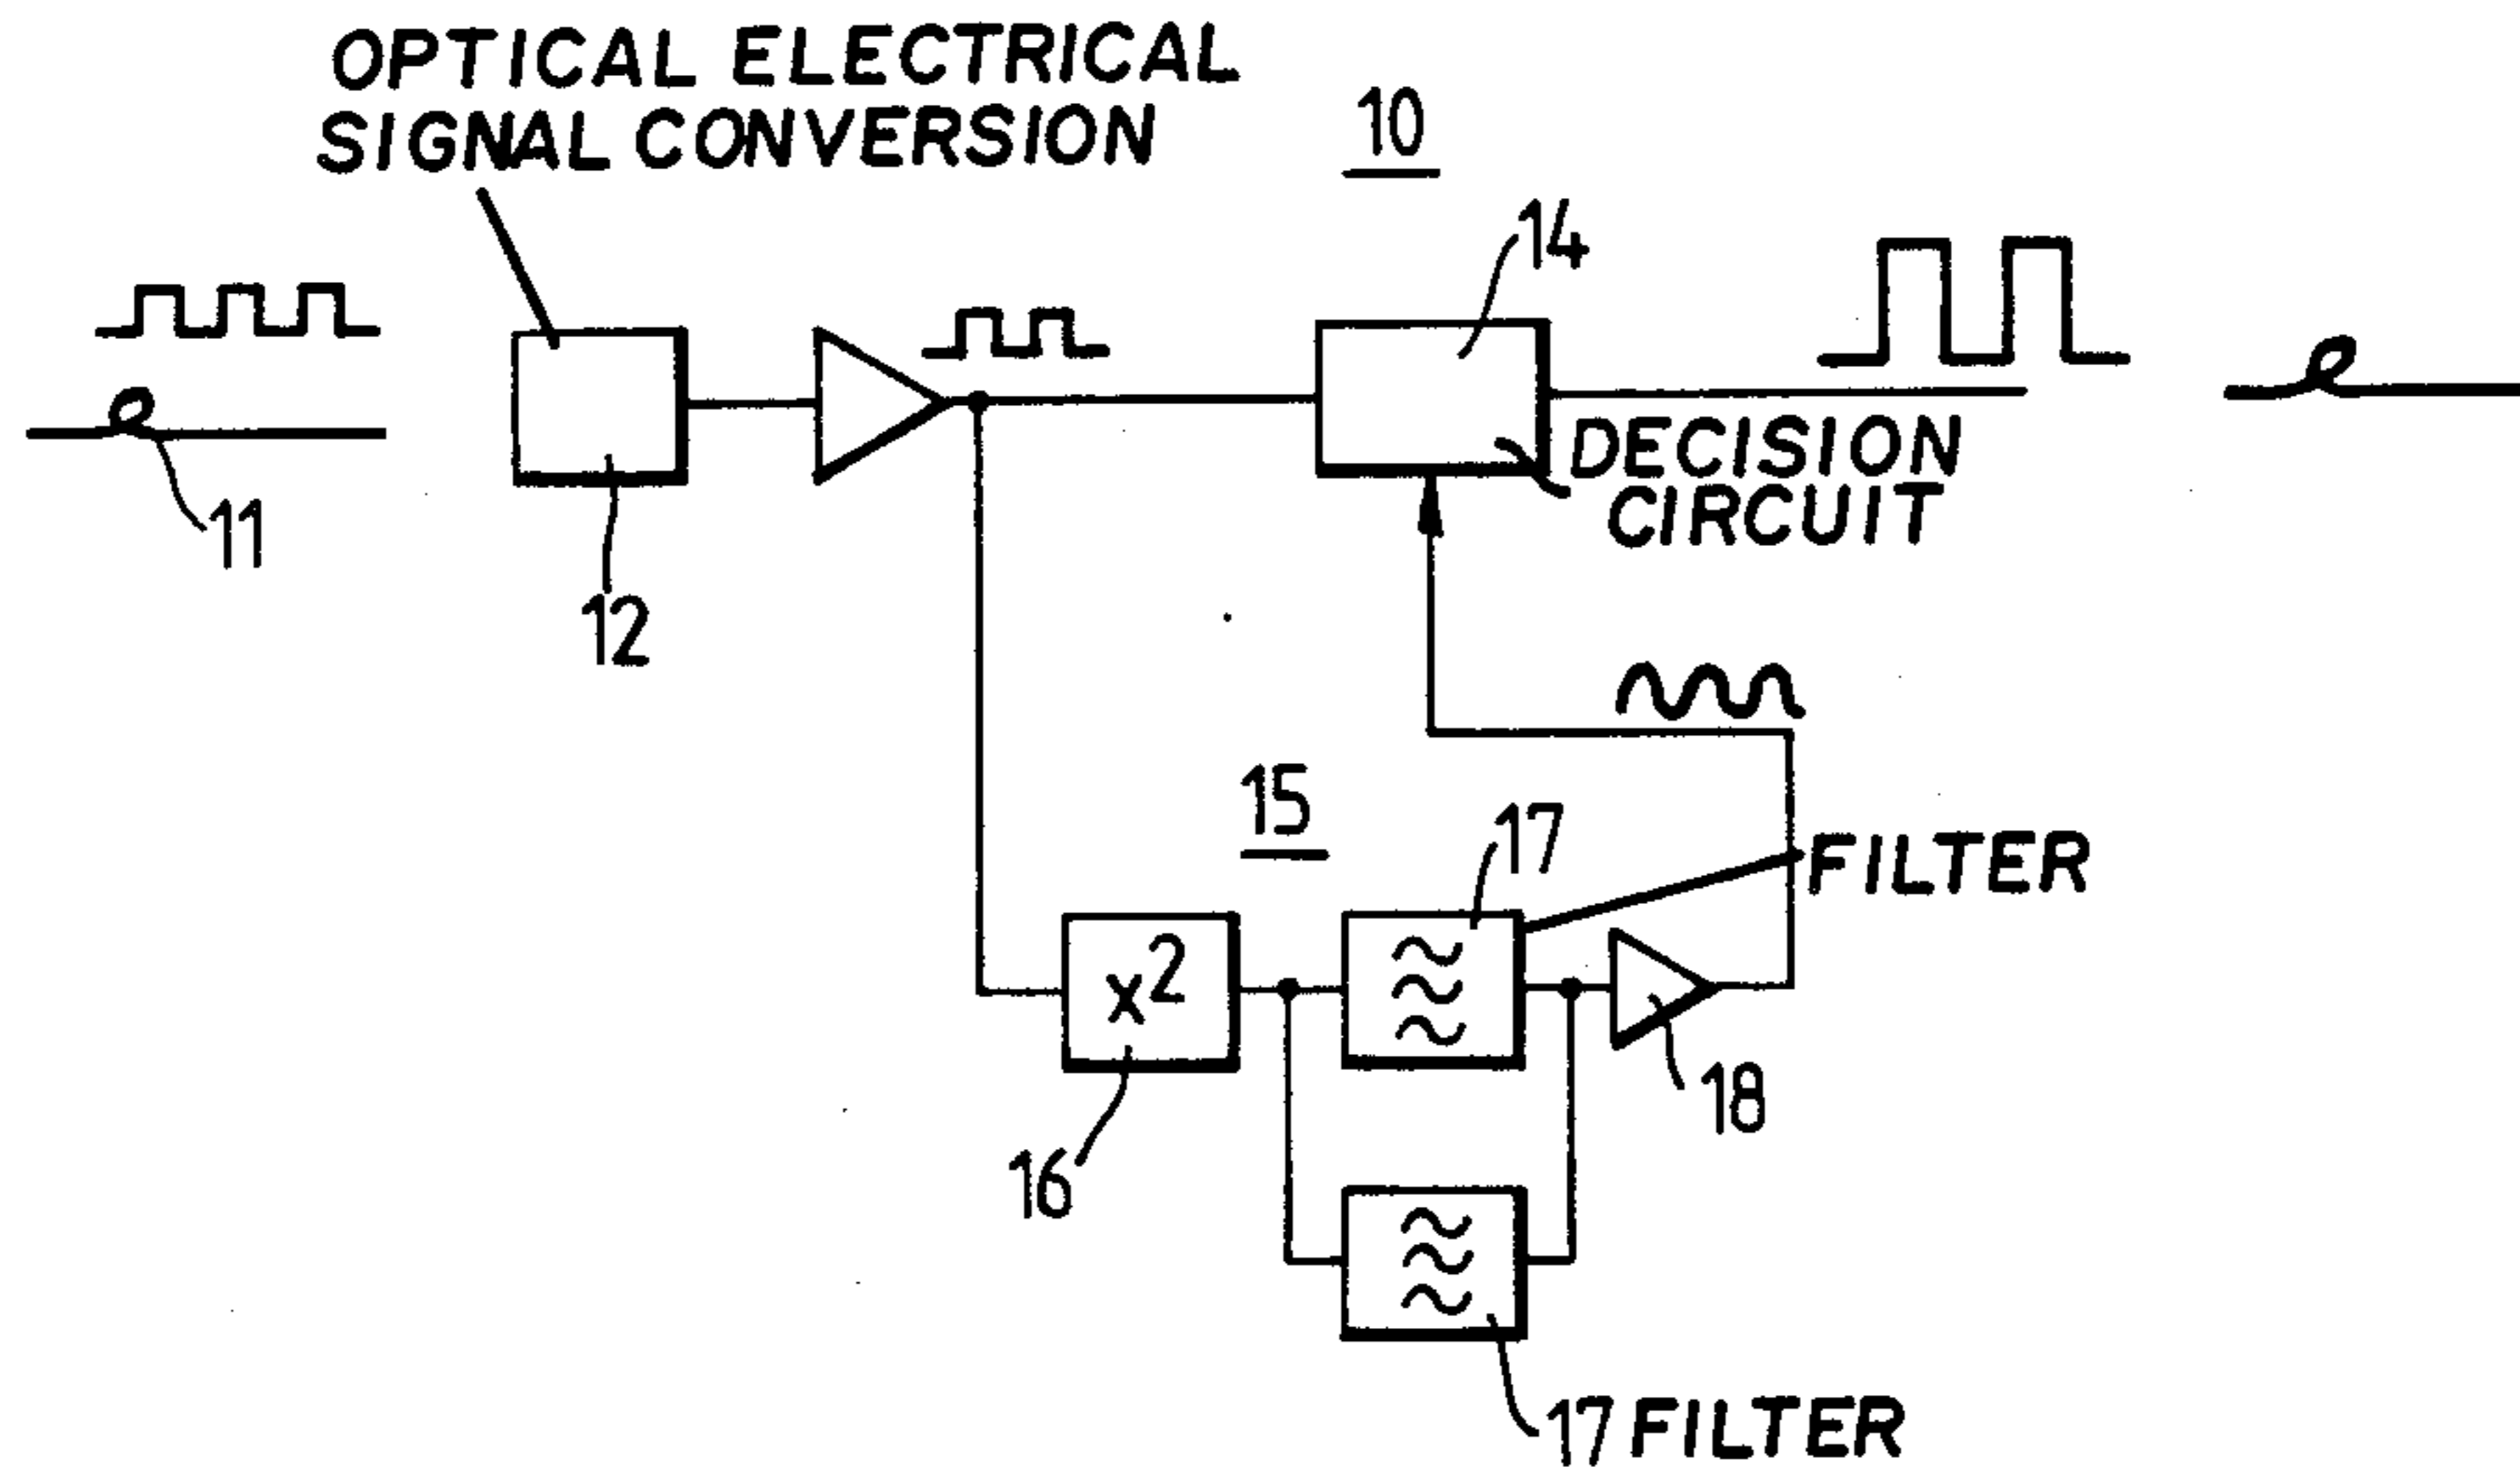 OPTICAL ELECTRICAL
SIGNAL CONVERSION
10
14
11
12
DECISION
CIRCUIT
15
17
FILTER
x²
18
16
17 FILTER